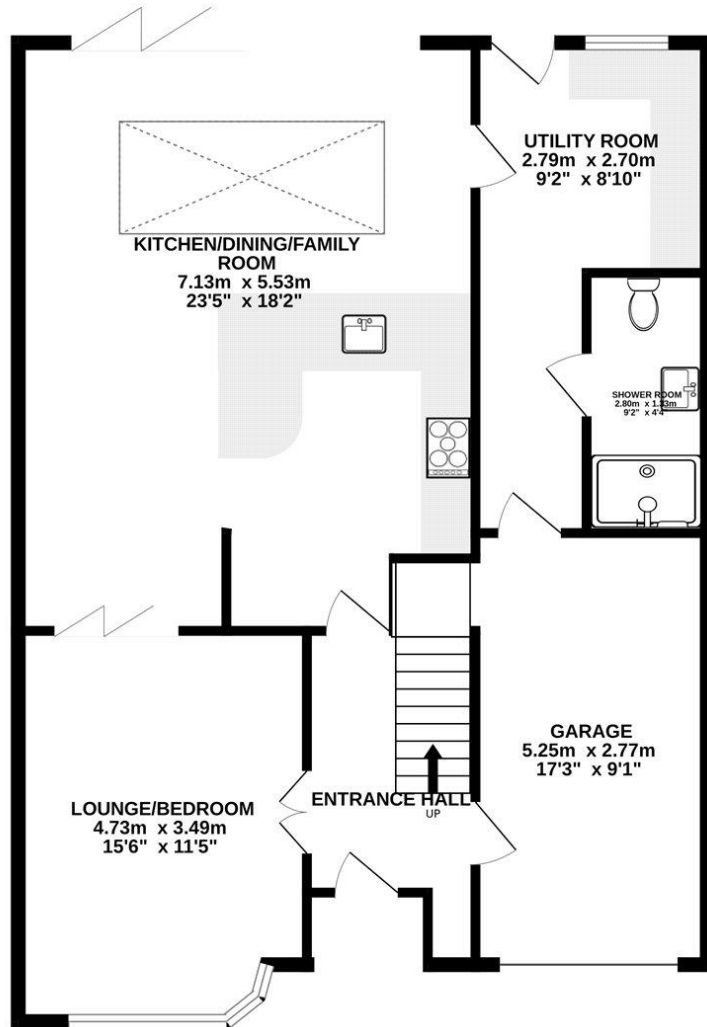 UTILITY ROOM
2.79m x 2.70m
9'2" x 8'10"
KITCHEN/DINING/FAMILY
ROOM
7.13m x 5.53m
23'5" x 18'2"
SHOWER ROOM
2.80m x 1.33m
9'2" x 4'4"
GARAGE
5.25m x 2.77m
17'3" x 9'1"
LOUNGE/BEDROOM
4.73m x 3.49m
15'6" x 11'5"
ENTRANCE HALL
UP